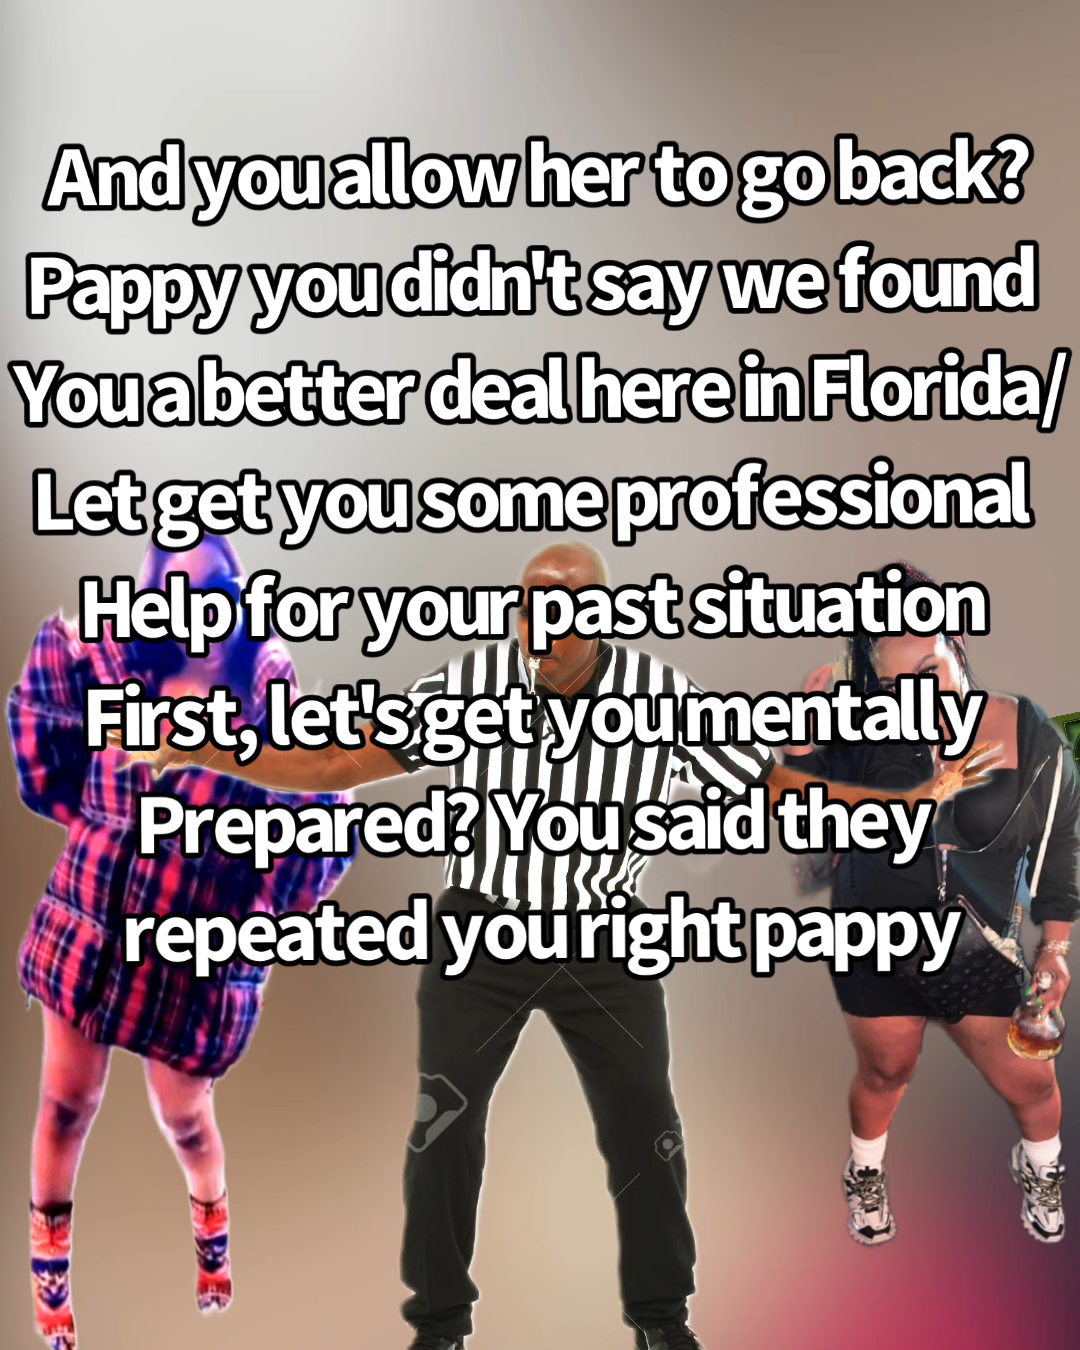 And you allow her to go back?
Pappy you didn't say we found
You a better deal here in Florida/
Let get you some professional
Help for your past situation
First, let's get you mentally
Prepared? You said they
repeated you right pappy